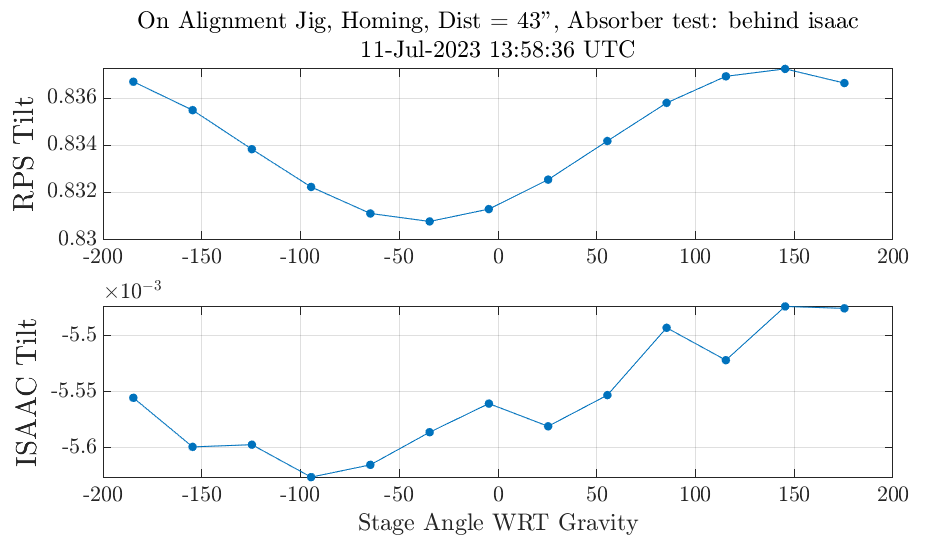 On Alignment Jig, Homing, Dist = 43", Absorber test: behind isaac
11-Jul-2023 13:58:36 UTC
RPS Tilt
0.836
0.834
0.832
0.83
-200 -150 -100 -50 0 50 100 150 200
×10⁻³
ISAAC Tilt
-5.5
-5.55
-5.6
-200 -150 -100 -50 0 50 100 150 200
Stage Angle WRT Gravity